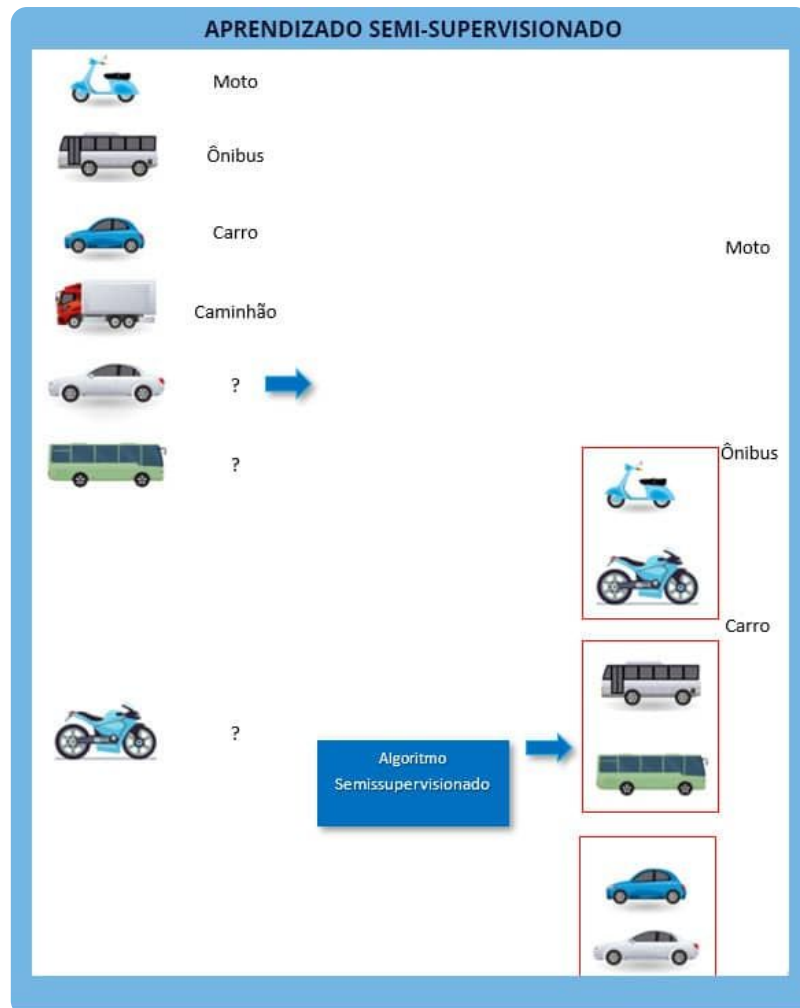 APRENDIZADO SEMI-SUPERVISIONADO
Moto
Ônibus
Carro
Caminhão
?
?
?
Algoritmo
Semissupervisionado
Moto
Ônibus
Carro